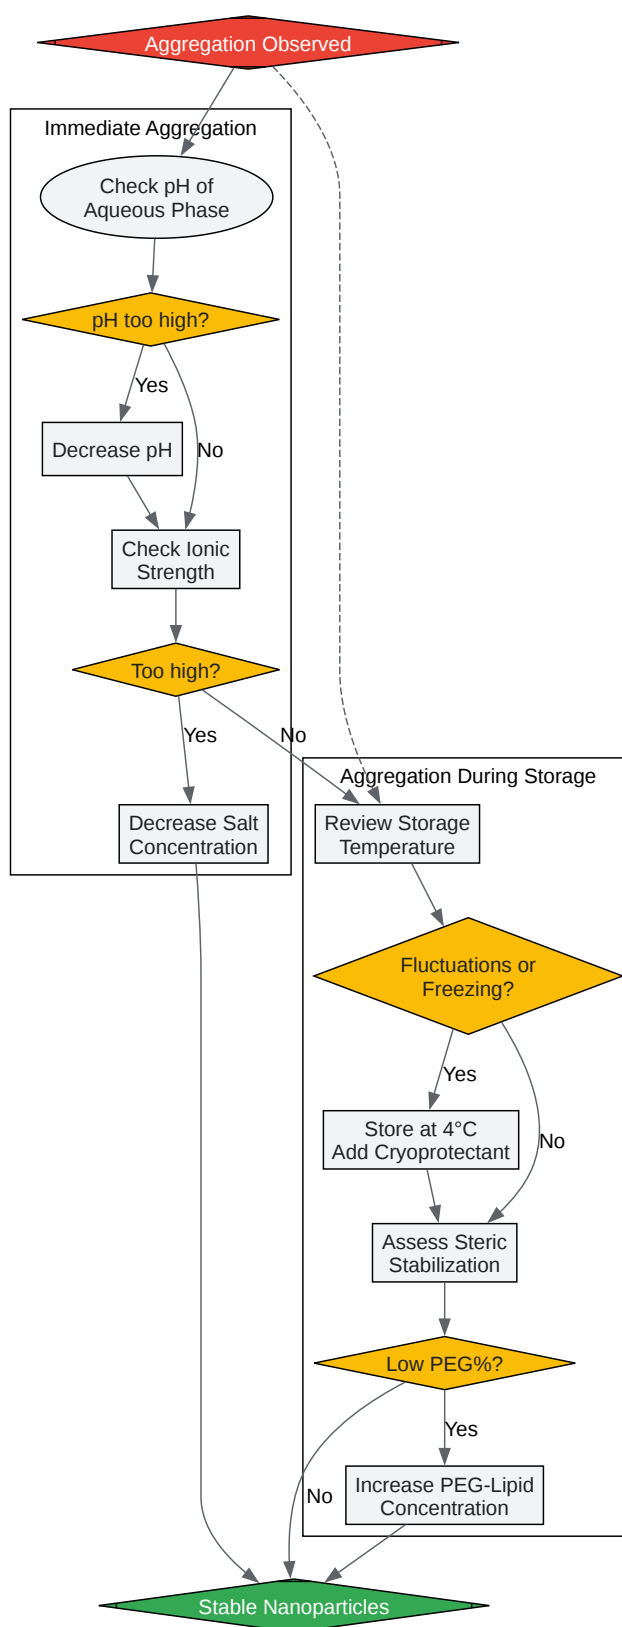 Aggregation Observed
Immediate Aggregation
Check pH of
Aqueous Phase
pH too high?
Yes
Decrease pH
No
Check Ionic
Strength
Too high?
Yes
No
Decrease Salt
Concentration
Aggregation During Storage
Review Storage
Temperature
Fluctuations or
Freezing?
Yes
Store at 4°C
Add Cryoprotectant
No
Assess Steric
Stabilization
Low PEG%?
Yes
Increase PEG-Lipid
Concentration
No
Stable Nanoparticles